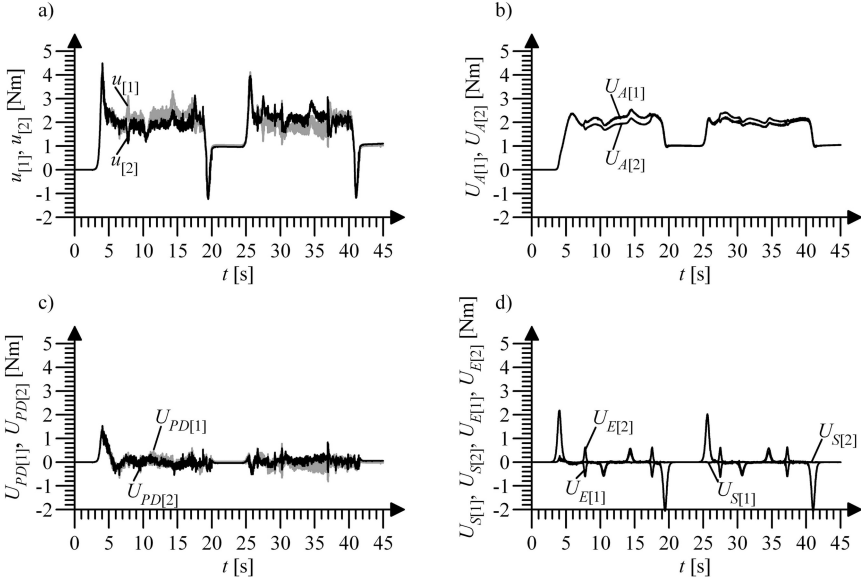 a)
u[1], u[2] [Nm]
5
4
3
2
1
0
-1
-2
u[1]
u[2]
0 5 10 15 20 25 30 35 40 45
t [s]
b)
UA[1], UA[2] [Nm]
5
4
3
2
1
0
-1
-2
UA[1]
UA[2]
0 5 10 15 20 25 30 35 40 45
t [s]
c)
UPD[1], UPD[2] [Nm]
5
4
3
2
1
0
-1
-2
UPD[1]
UPD[2]
0 5 10 15 20 25 30 35 40 45
t [s]
d)
US[1], US[2], UE[1], UE[2] [Nm]
5
4
3
2
1
0
-1
-2
UE[2]
US[2]
UE[1]
US[1]
0 5 10 15 20 25 30 35 40 45
t [s]